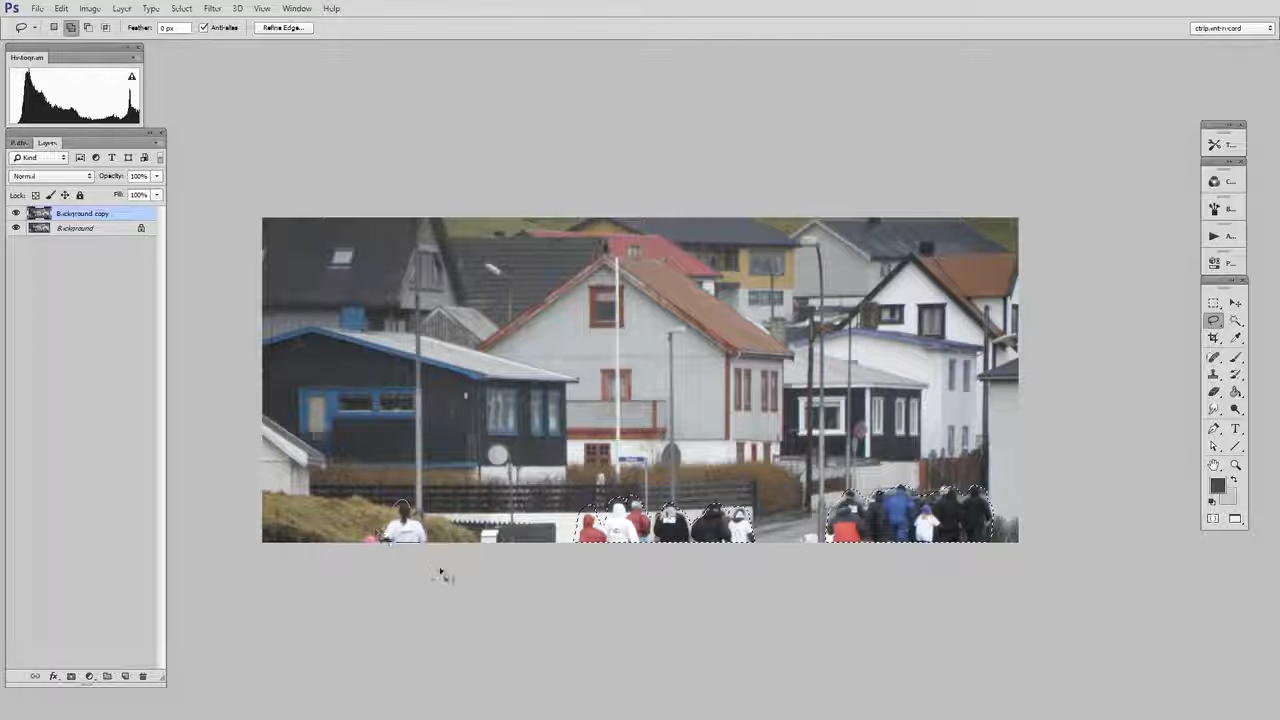 Ps File Edit Image Layer Type Select Filter 3D View Window Help
Feather: 0 px Anti-alias Refine Edge...
Histogram
Paths Layers
Kind
Normal Opacity: 100%
Lock: Fill: 100%
Background copy
Background
T...
C...
B...
A...
P...